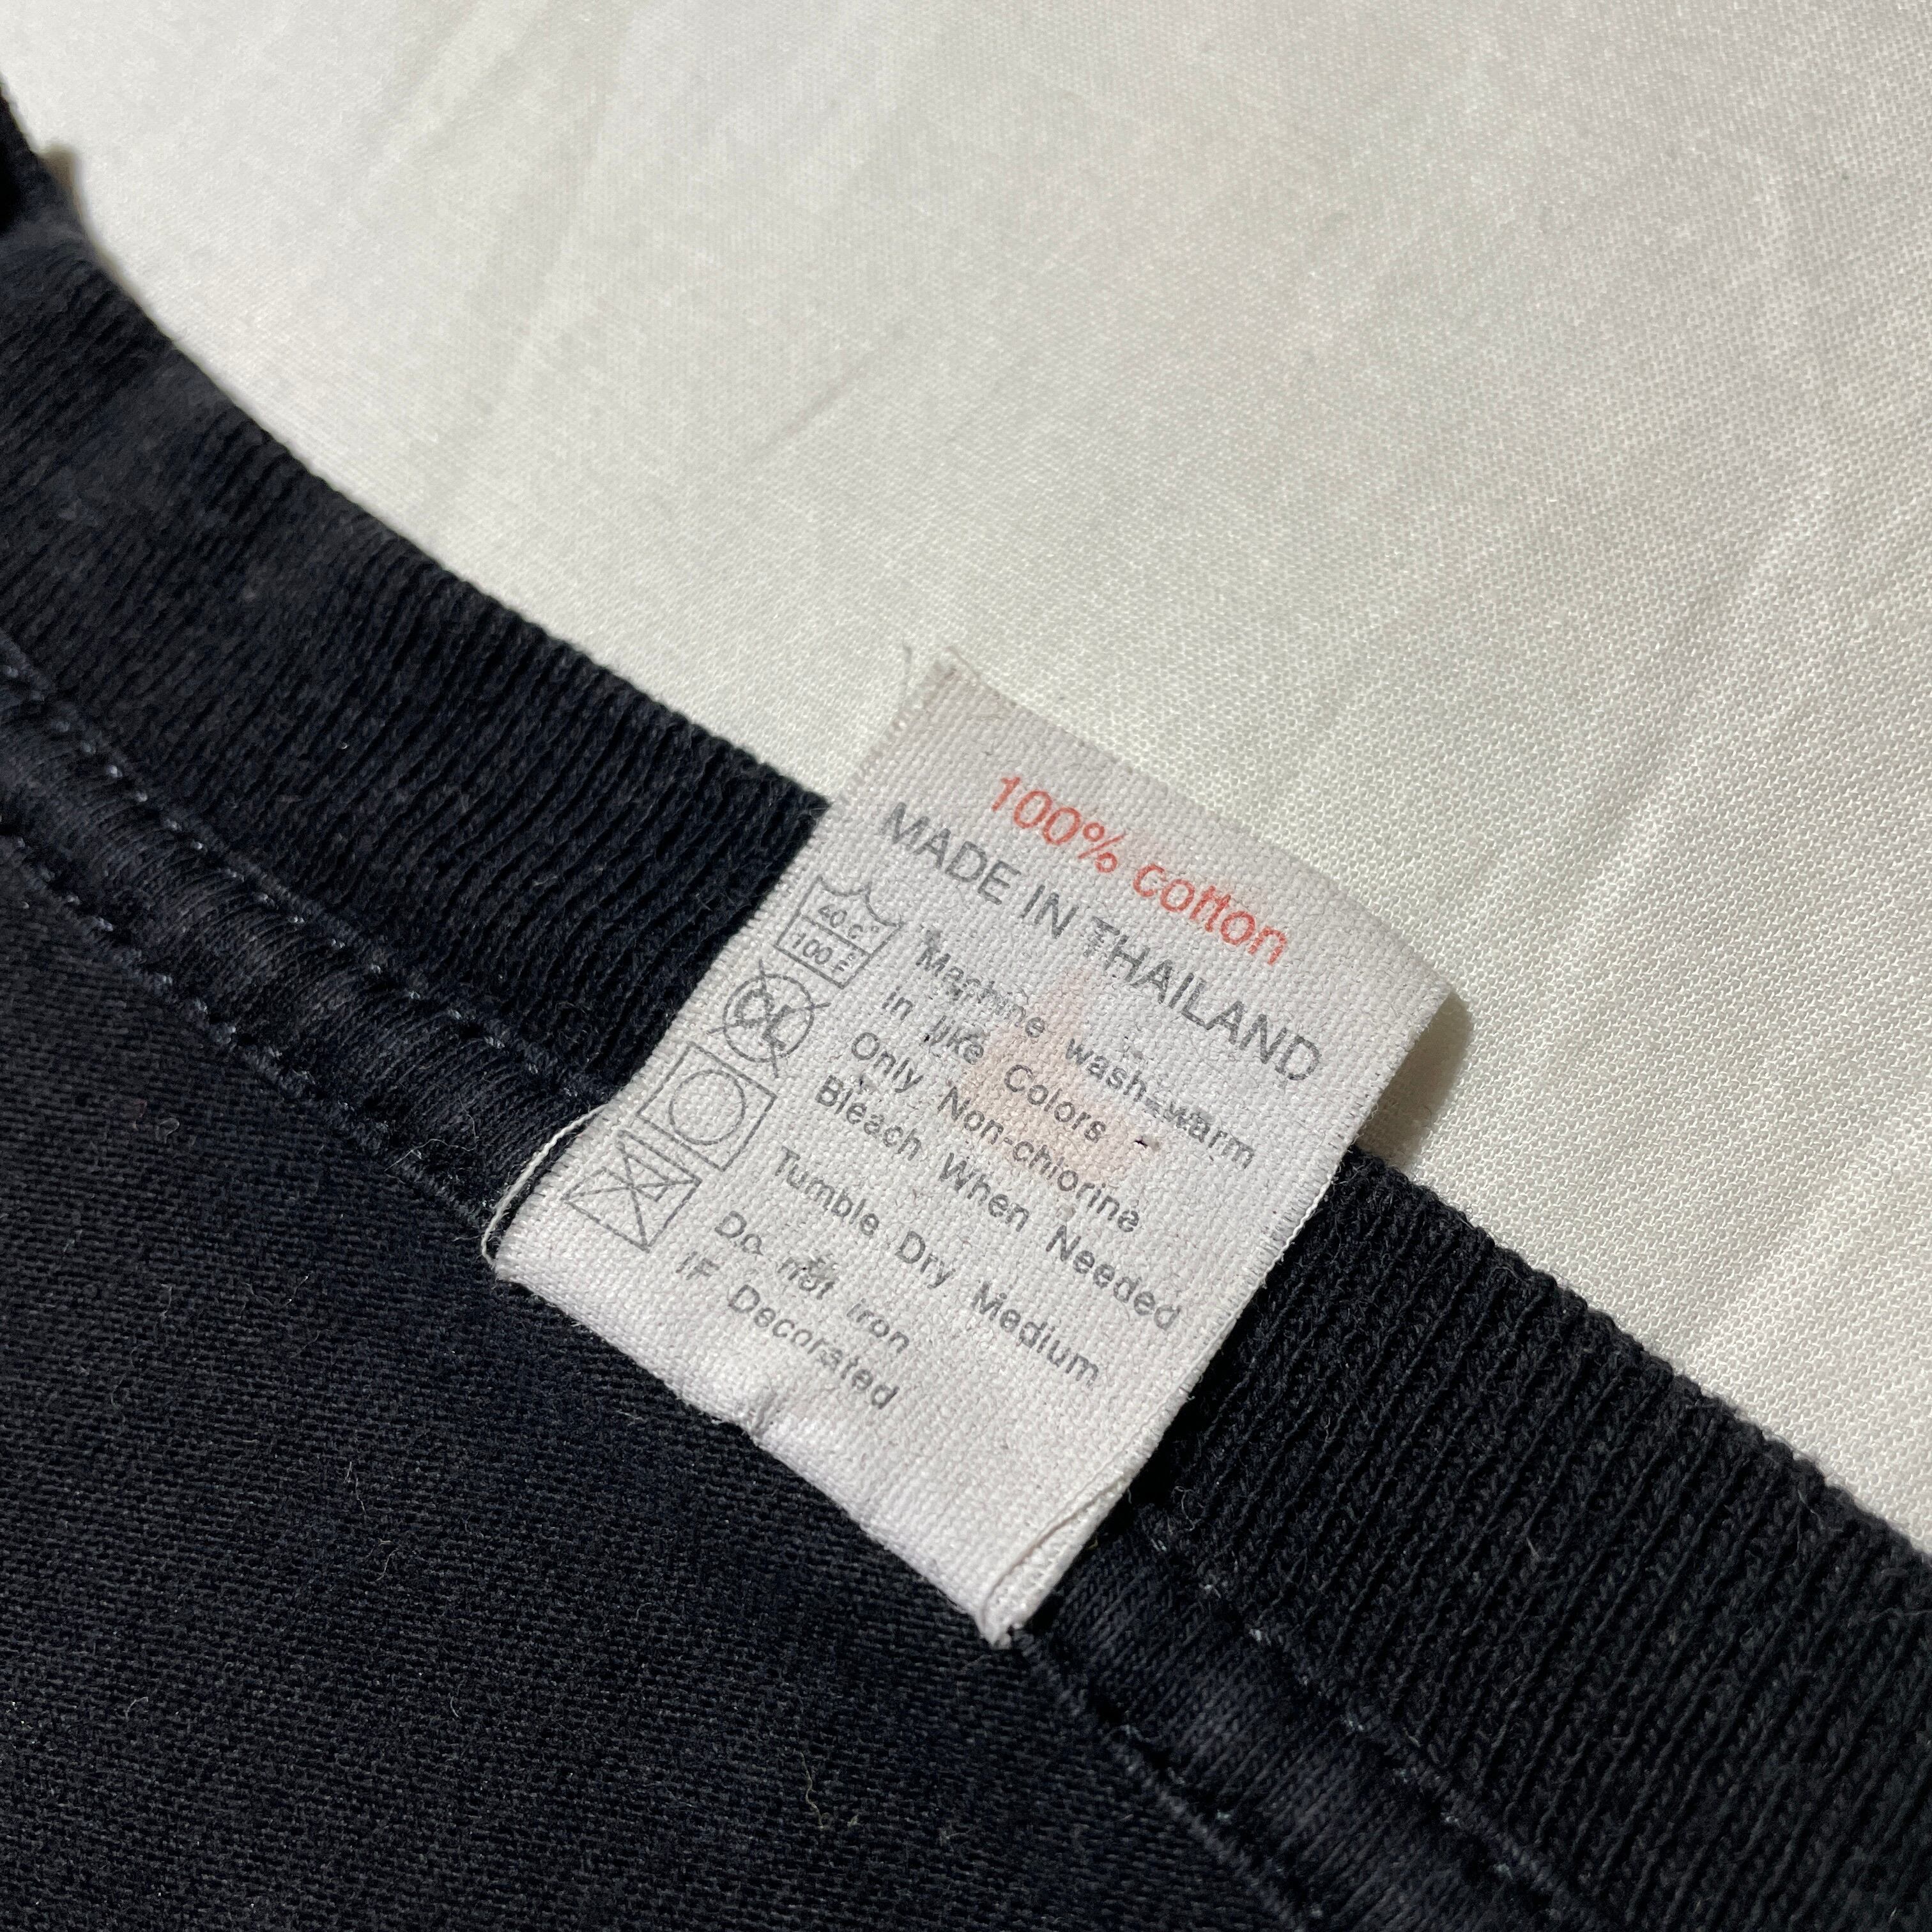 100% cotton
MADE IN THAILAND
40 C°
100 F°
CL
Machine wash-warm
in like Colors -
Only Non-chlorine
Bleach When Needed
Tumble Dry Medium
Do not iron
IF Decorated